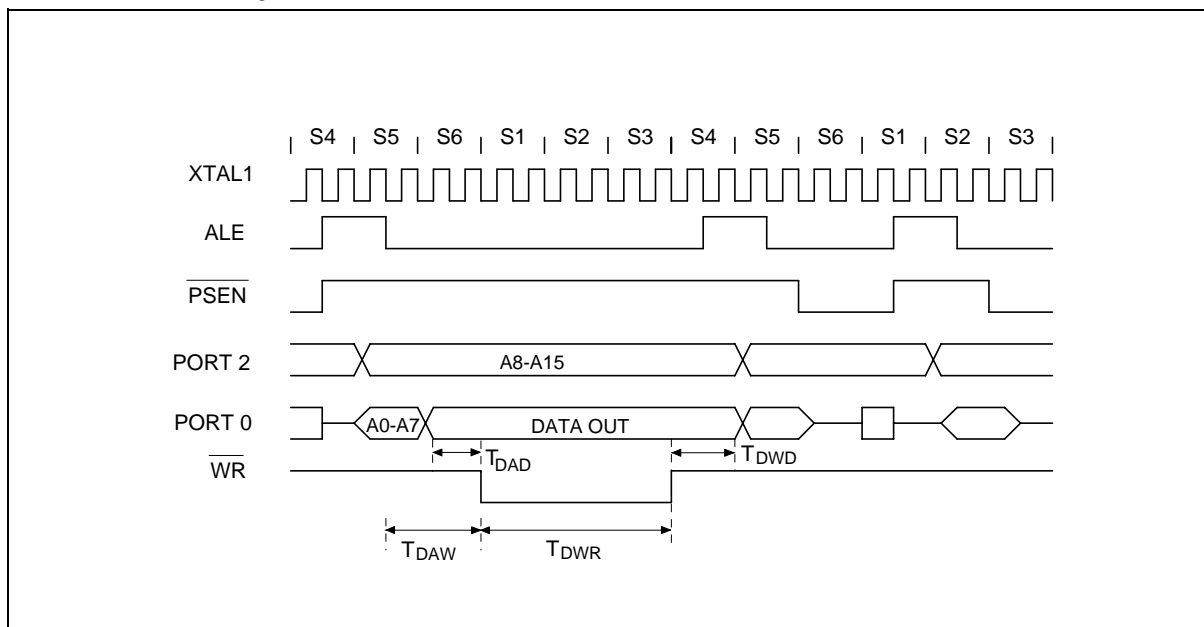 S4 S5 S6 S1 S2 S3 S4 S5 S6 S1 S2 S3
XTAL1
ALE
PSEN
PORT 2 A8-A15
PORT 0 A0-A7 DATA OUT
WR TDAD TDWD
TDAW TDWR